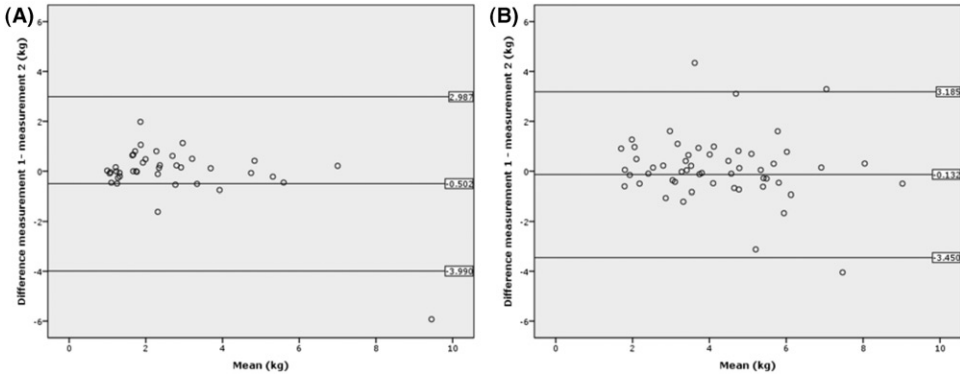 (A)
Difference measurement 1- measurement 2 (kg)
6
4
2
0
-2
-4
-6
2.987
-0.502
-3.990
0 2 4 6 8 10
Mean (kg)
(B)
Difference measurement 1 - measurement 2 (kg)
6
4
2
0
-2
-4
-6
3.185
-0.132
-3.450
0 2 4 6 8 10
Mean (kg)